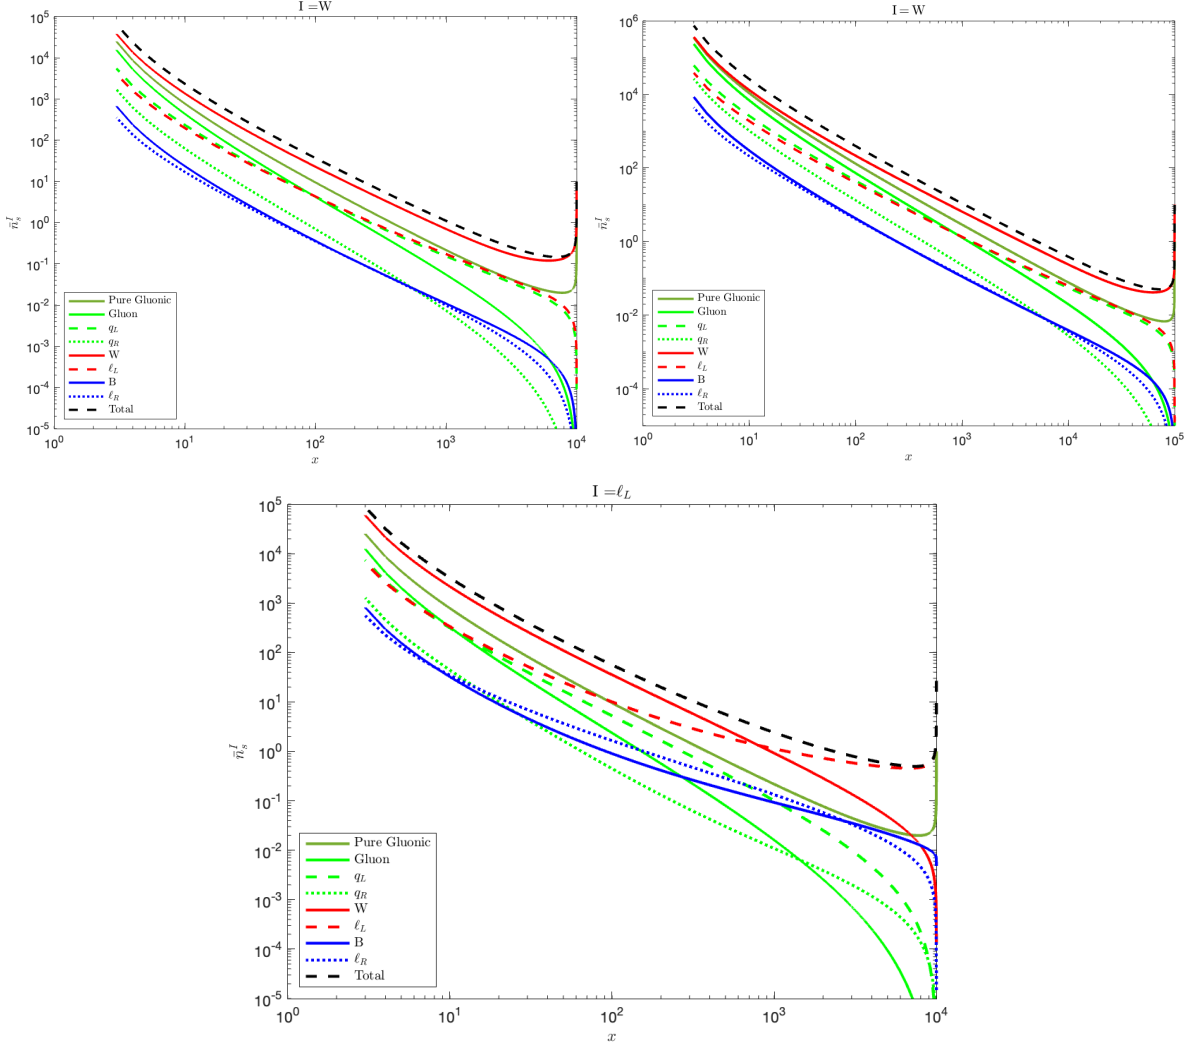 I =W
10^5
10^4
10^3
10^2
10^1
10^0
10^-1
10^-2
10^-3
10^-4
10^-5
n̄_s^I
Pure Gluonic
Gluon
q_L
q_R
W
ℓ_L
B
ℓ_R
Total
10^0 10^1 10^2 10^3 10^4
x
I = W
10^6
10^4
10^2
10^0
10^-2
10^-4
n̄_s^I
Pure Gluonic
Gluon
q_L
q_R
W
ℓ_L
B
ℓ_R
Total
10^0 10^1 10^2 10^3 10^4 10^5
x
I =ℓ_L
10^5
10^4
10^3
10^2
10^1
10^0
10^-1
10^-2
10^-3
10^-4
10^-5
n̄_s^I
Pure Gluonic
Gluon
q_L
q_R
W
ℓ_L
B
ℓ_R
Total
10^0 10^1 10^2 10^3 10^4
x